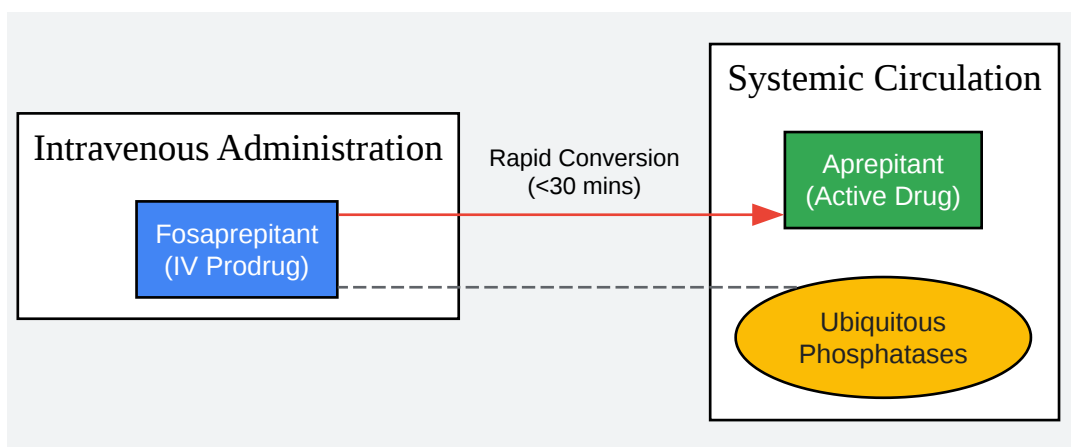 Intravenous Administration
Fosaprepitant
(IV Prodrug)
Rapid Conversion
(<30 mins)
Systemic Circulation
Aprepitant
(Active Drug)
Ubiquitous
Phosphatases